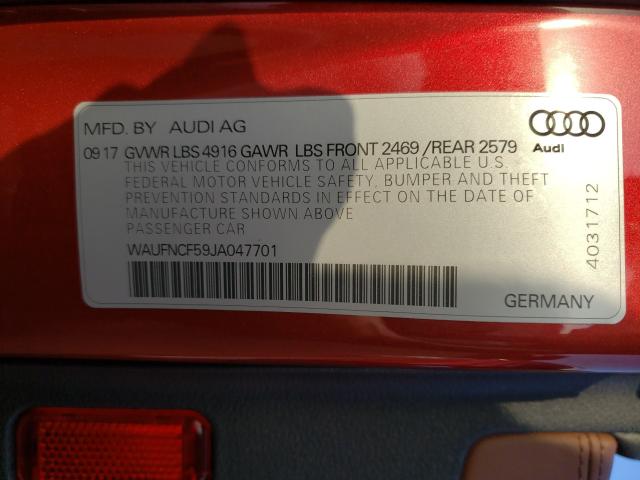 MFD. BY AUDI AG
09 17 GVWR LBS 4916 GAWR LBS FRONT 2469 /REAR 2579
THIS VEHICLE CONFORMS TO ALL APPLICABLE U.S.
FEDERAL MOTOR VEHICLE SAFETY, BUMPER AND THEFT
PREVENTION STANDARDS IN EFFECT ON THE DATE OF
MANUFACTURE SHOWN ABOVE
PASSENGER CAR
WAUFNCF59JA047701
GERMANY
Audi
4031712